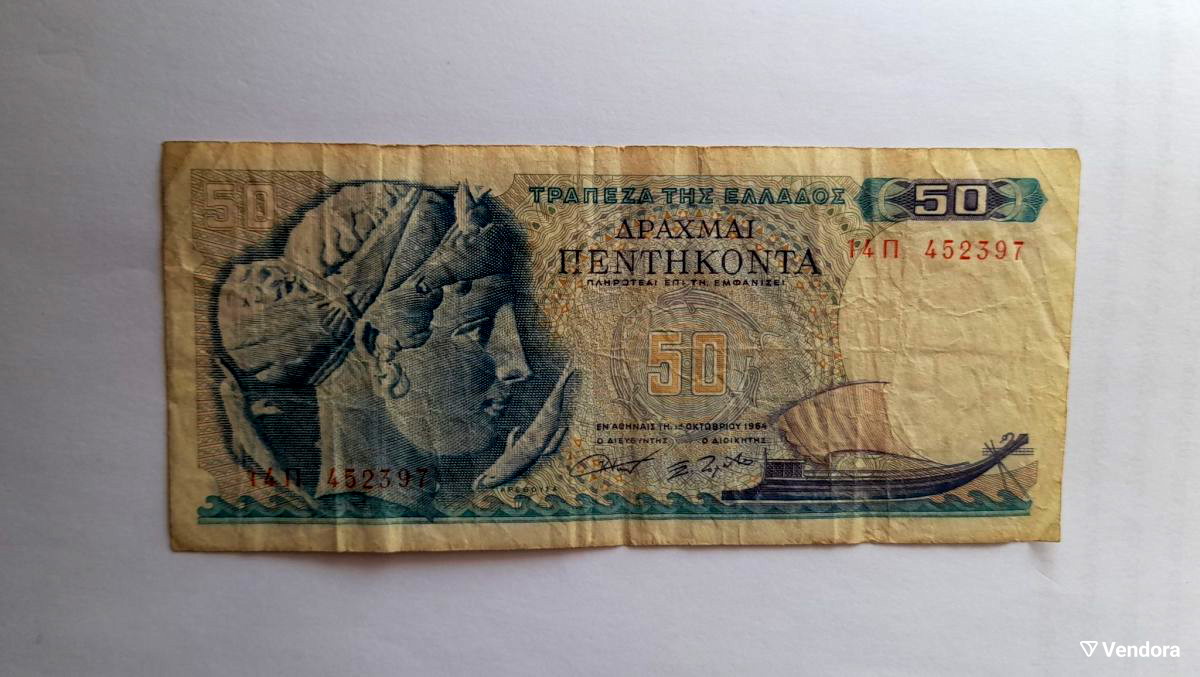 50
ΤΡΑΠΕΖΑ ΤΗΣ ΕΛΛΑΔΟΣ
50
ΔΡΑΧΜΑΙ
ΠΕΝΤΗΚΟΝΤΑ
14Π 452397
ΠΛΗΡΩΤΕΑΙ ΕΠΙ ΤΗ ΕΜΦΑΝΙΣΕΙ
50
ΕΝ ΑΘΗΝΑΙΣ ΤΗ 1Η ΟΚΤΩΒΡΙΟΥ 1964
Ο ΔΙΕΥΘΥΝΤΗΣ Ο ΔΙΟΙΚΗΤΗΣ
14Π 452397
ΑΡΕΘΟΥΣΑ
Vendora